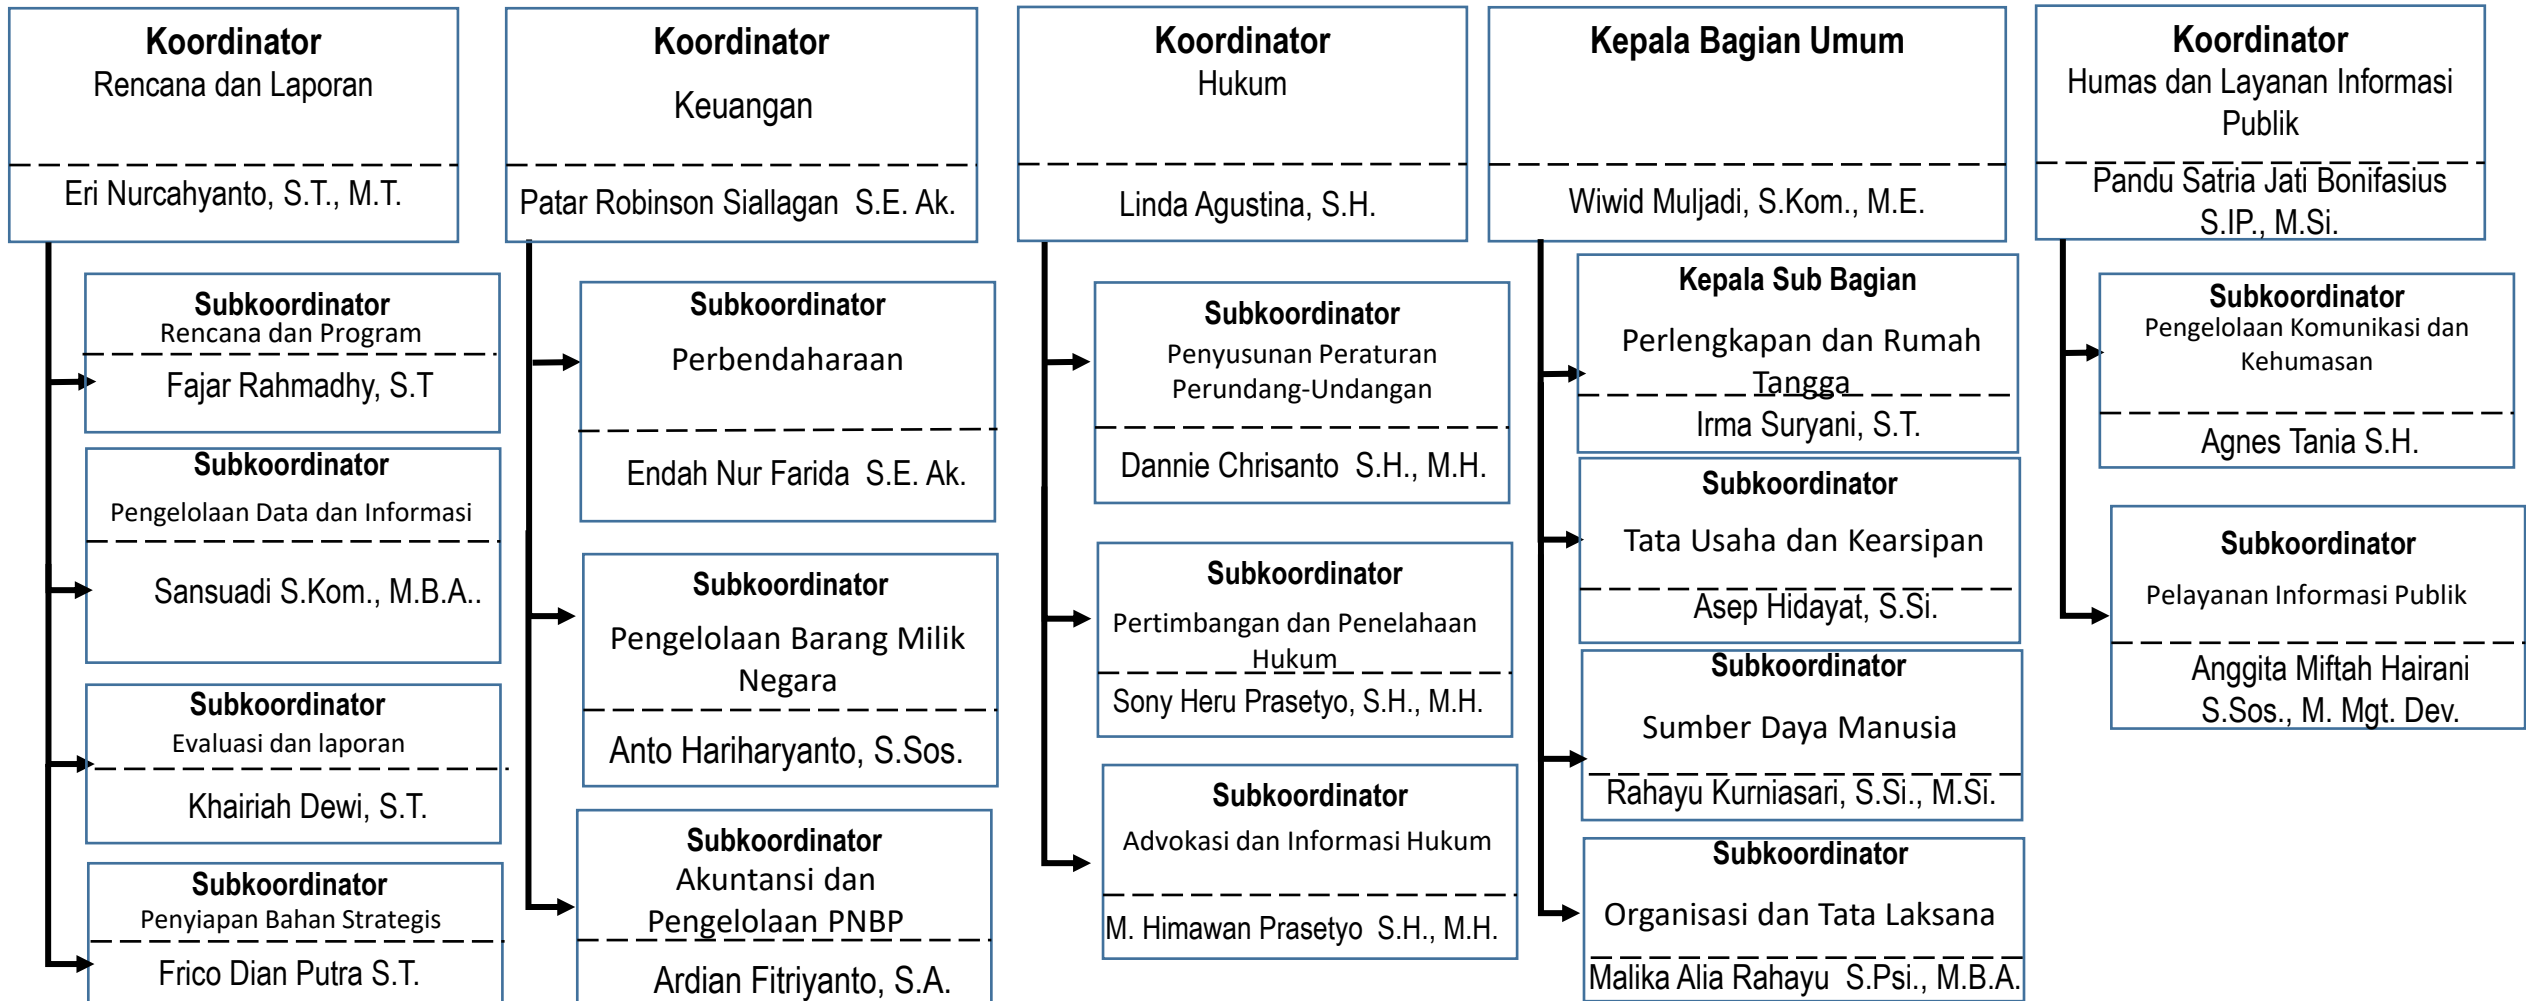 Koordinator
Rencana dan Laporan
Eri Nurcahyanto, S.T., M.T.
Subkoordinator
Rencana dan Program
Fajar Rahmadhy, S.T
Subkoordinator
Pengelolaan Data dan Informasi
Sansuadi S.Kom., M.B.A..
Subkoordinator
Evaluasi dan laporan
Khairiah Dewi, S.T.
Subkoordinator
Penyiapan Bahan Strategis
Frico Dian Putra S.T.
Koordinator
Keuangan
Patar Robinson Siallagan S.E. Ak.
Subkoordinator
Perbendaharaan
Endah Nur Farida S.E. Ak.
Subkoordinator
Pengelolaan Barang Milik
Negara
Anto Hariharyanto, S.Sos.
Subkoordinator
Akuntansi dan
Pengelolaan PNBP
Ardian Fitriyanto, S.A.
Koordinator
Hukum
Linda Agustina, S.H.
Subkoordinator
Penyusunan Peraturan
Perundang-Undangan
Dannie Chrisanto S.H., M.H.
Subkoordinator
Pertimbangan dan Penelahaan
Hukum
Sony Heru Prasetyo, S.H., M.H.
Subkoordinator
Advokasi dan Informasi Hukum
M. Himawan Prasetyo S.H., M.H.
Kepala Bagian Umum
Wiwid Muljadi, S.Kom., M.E.
Kepala Sub Bagian
Perlengkapan dan Rumah
Tangga
Irma Suryani, S.T.
Subkoordinator
Tata Usaha dan Kearsipan
Asep Hidayat, S.Si.
Subkoordinator
Sumber Daya Manusia
Rahayu Kurniasari, S.Si., M.Si.
Subkoordinator
Organisasi dan Tata Laksana
Malika Alia Rahayu S.Psi., M.B.A.
Koordinator
Humas dan Layanan Informasi
Publik
Pandu Satria Jati Bonifasius
S.IP., M.Si.
Subkoordinator
Pengelolaan Komunikasi dan
Kehumasan
Agnes Tania S.H.
Subkoordinator
Pelayanan Informasi Publik
Anggita Miftah Hairani
S.Sos., M. Mgt. Dev.